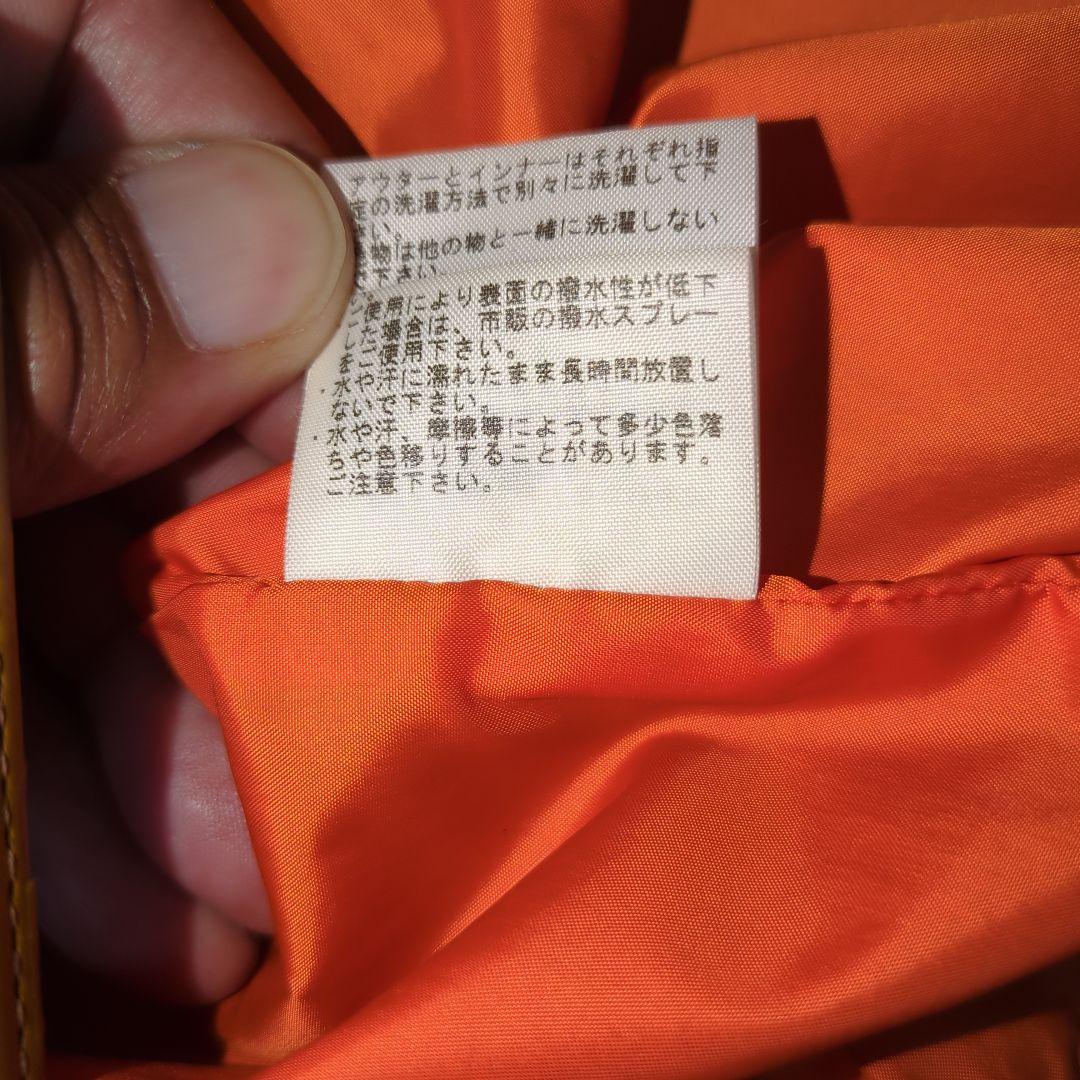 アウターとインナーはそれぞれ指
定の洗濯方法で別々に洗濯して下
さい。
物は他の物と一緒に洗濯しない
下さい
使用により表面の撥水性が低下
した場合は、市販の撥水スプレー
をご使用下さい。
・水や汗に濡れたまま長時間放置し
ないで下さい。
・水や汗、摩擦等によって多少色落
ちや色移りすることがあります。
ご注意下さい。